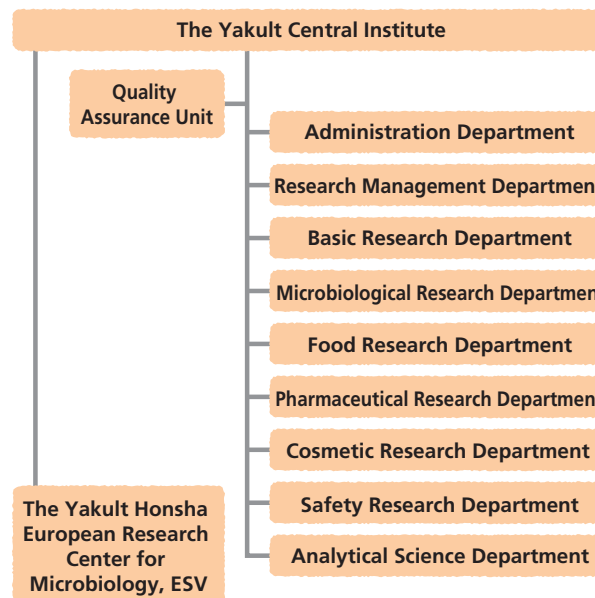 The Yakult Central Institute
Quality
Assurance Unit
Administration Department
Research Management Departmen
Basic Research Department
Microbiological Research Departmen
Food Research Department
Pharmaceutical Research Departmen
Cosmetic Research Department
Safety Research Department
Analytical Science Department
The Yakult Honsha
European Research
Center for
Microbiology, ESV